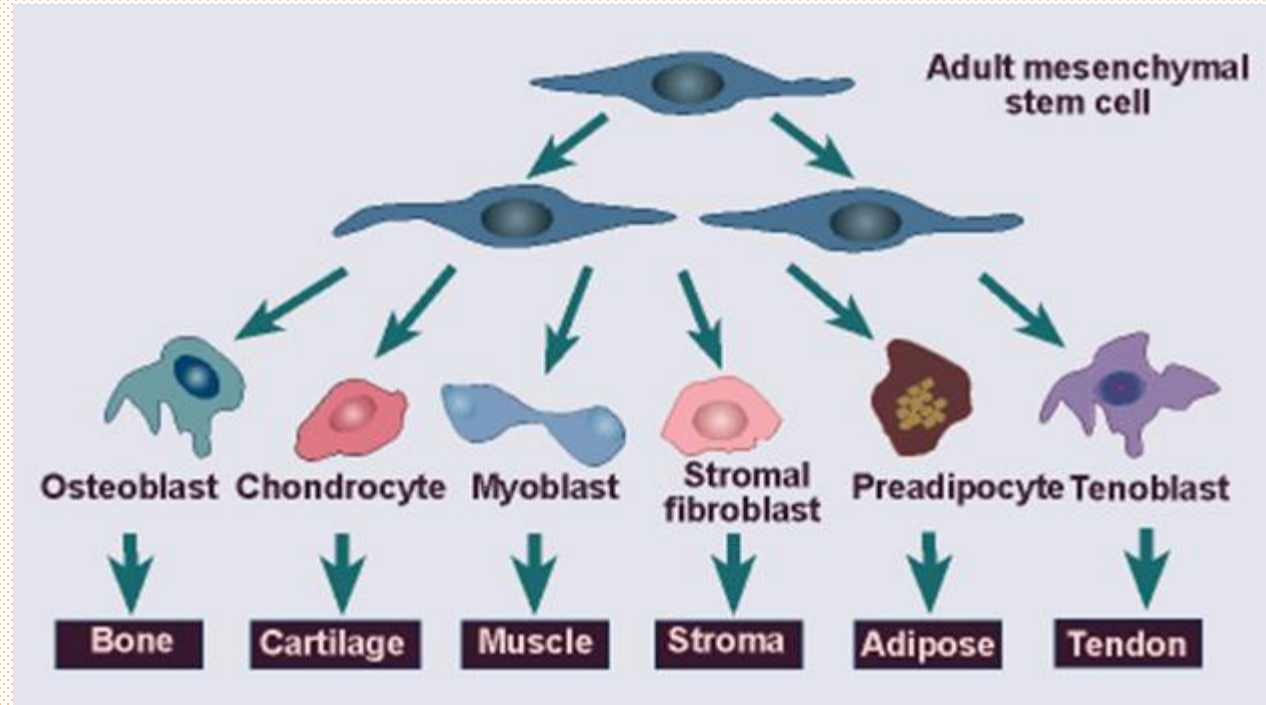 Adult mesenchymal
stem cell
Osteoblast Chondrocyte Myoblast Stromal
fibroblast Preadipocyte Tenoblast
Bone Cartilage Muscle Stroma Adipose Tendon